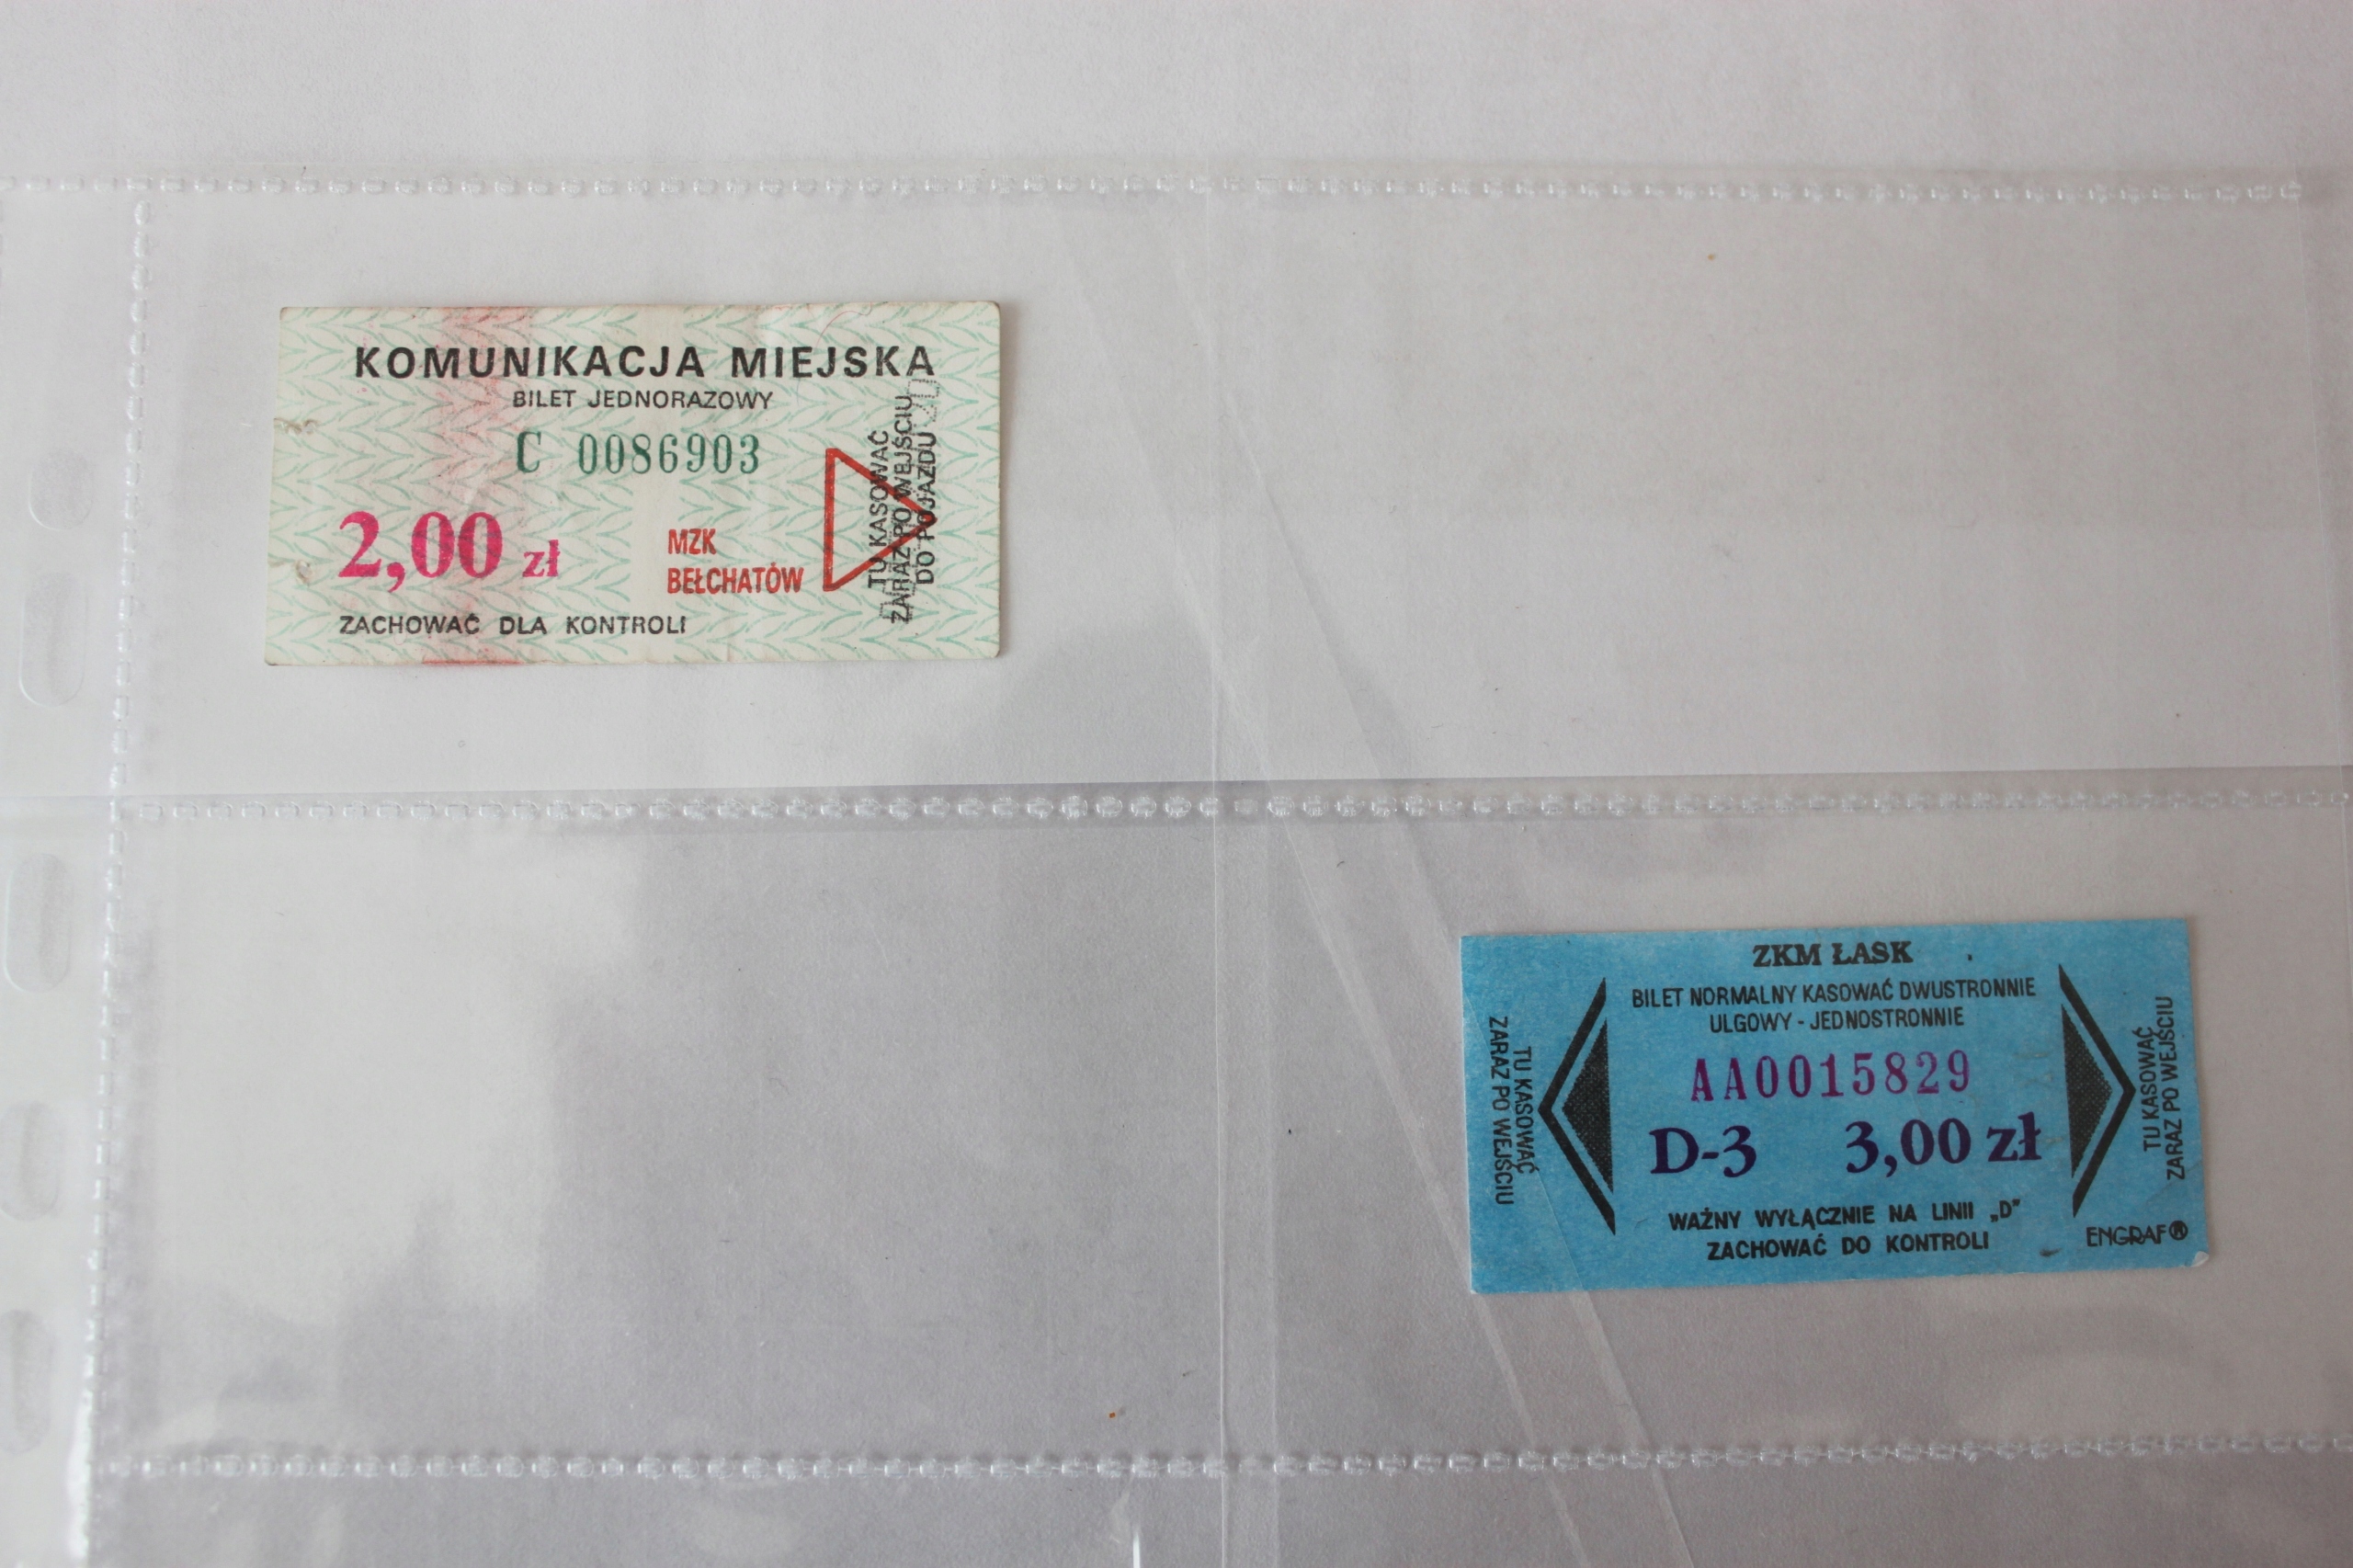 KOMUNIKACJA MIEJSKA
BILET JEDNORAZOWY
C 0086903
2,00 zł
MZK
BEŁCHATÓW
ZACHOWAĆ DLA KONTROLI
TU KASOWAĆ
ZARAZ PO WEJŚCIU
DO POJAZDU
ZKM ŁASK
BILET NORMALNY KASOWAĆ DWUSTRONNIE
ULGOWY - JEDNOSTRONNIE
AA0015829
D-3 3,00 zł
WAŻNY WYŁĄCZNIE NA LINII „D”
ZACHOWAĆ DO KONTROLI
TU KASOWAĆ
ZARAZ PO WEJŚCIU
TU KASOWAĆ
ZARAZ PO WEJŚCIU
ENGRAF®